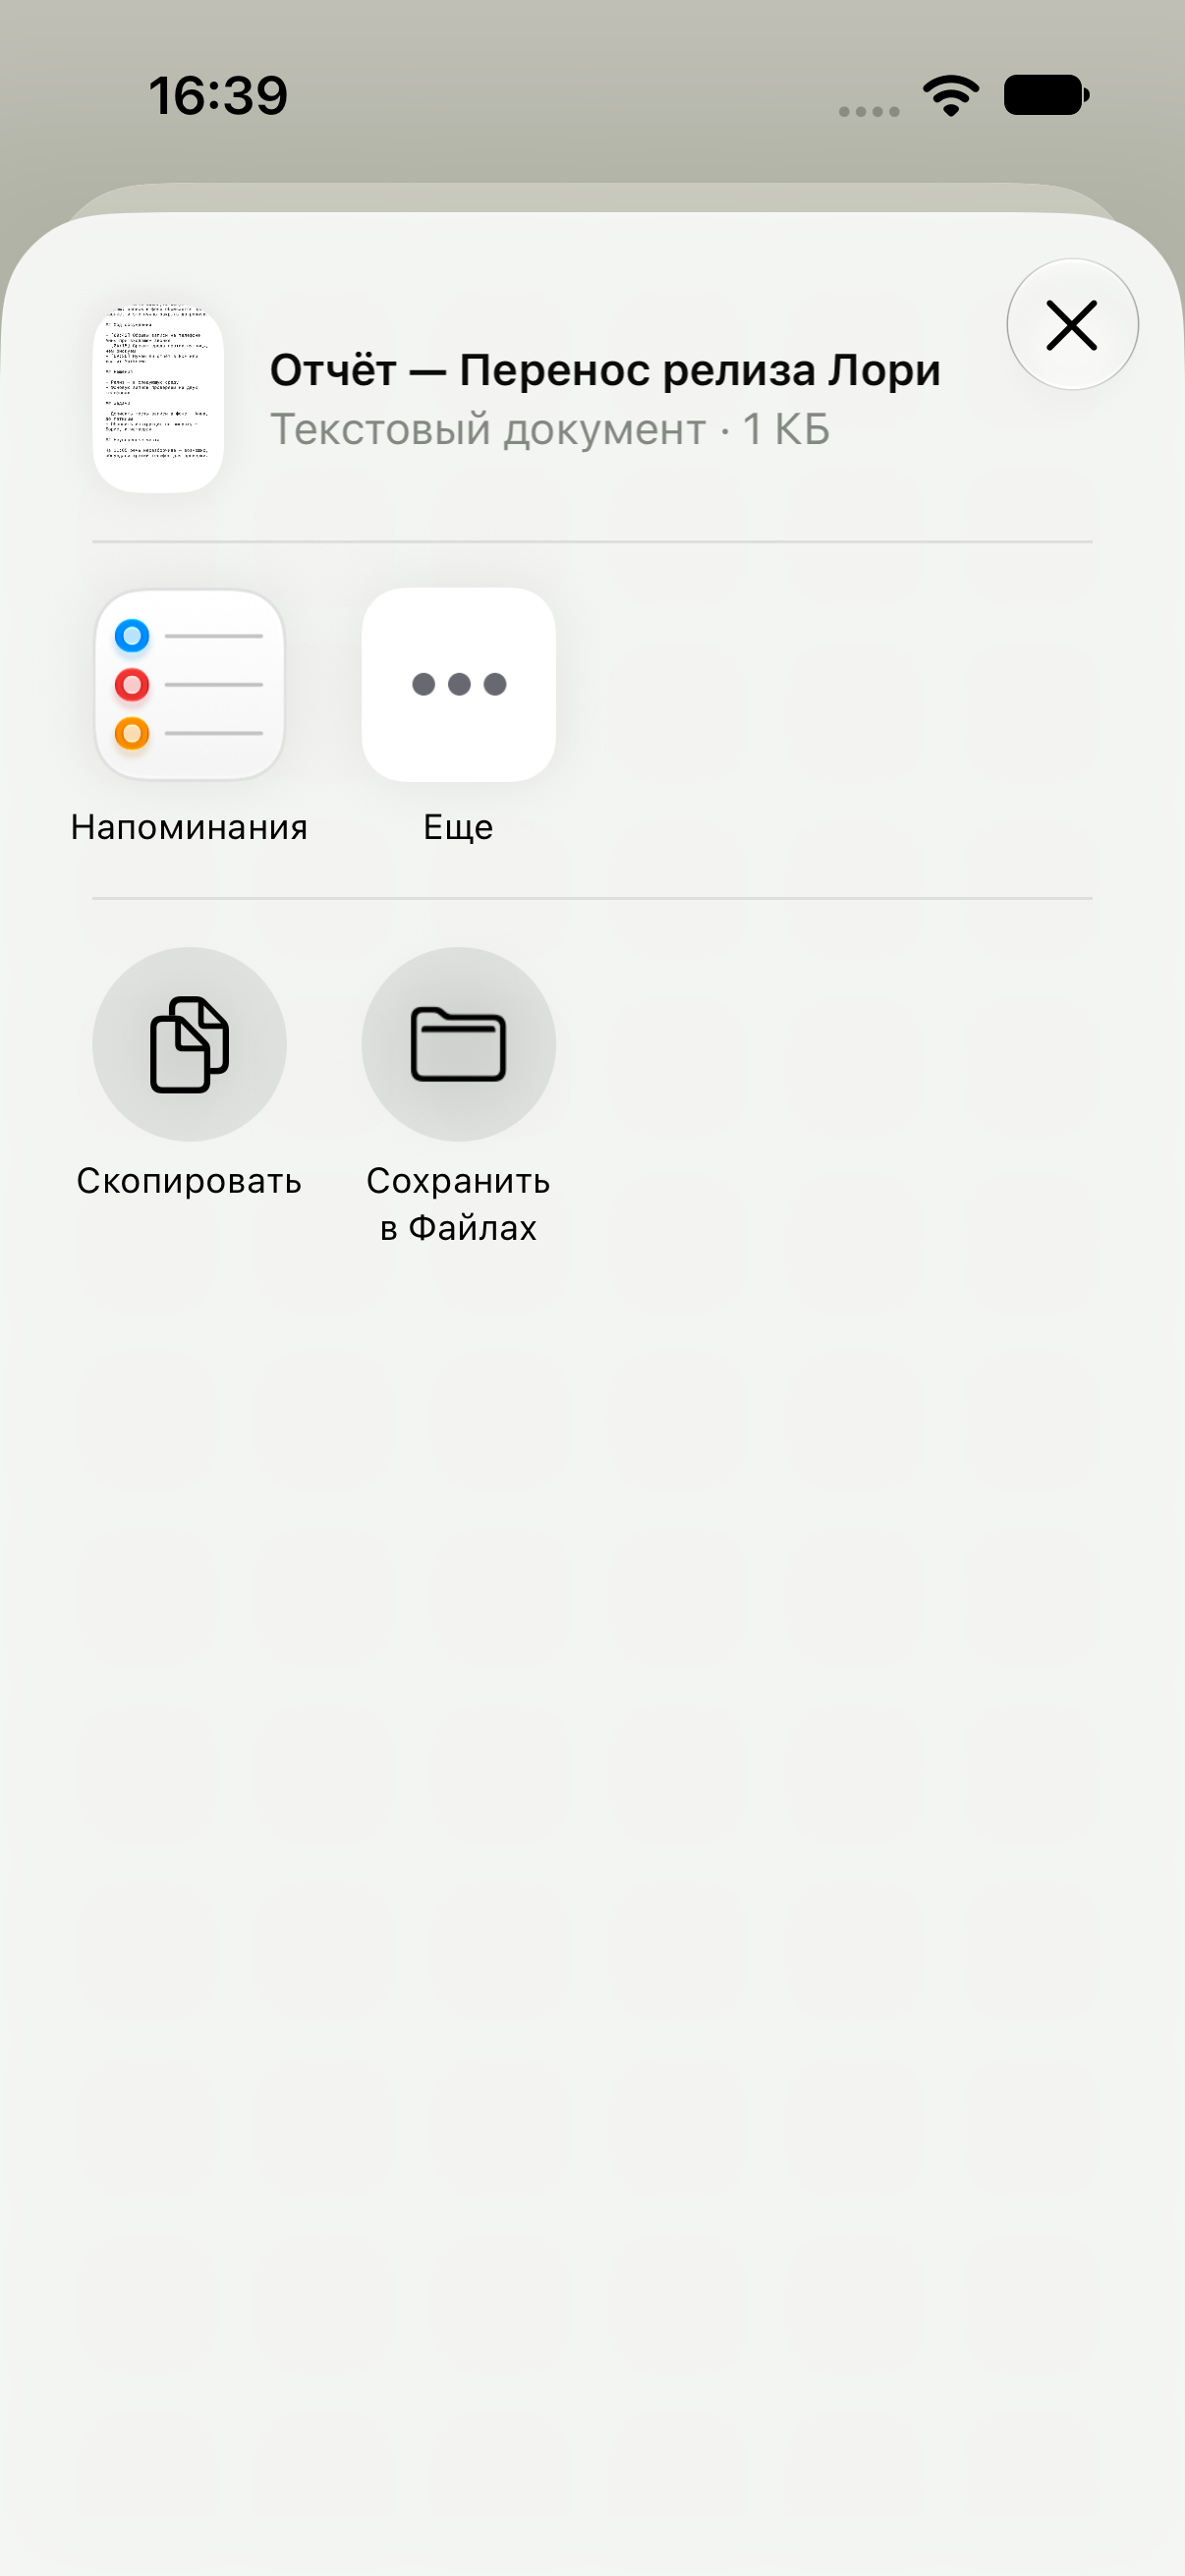 16:39
Отчёт — Перенос релиза Лори
Текстовый документ · 1 КБ
Напоминания
Еще
Скопировать
Сохранить
в Файлах